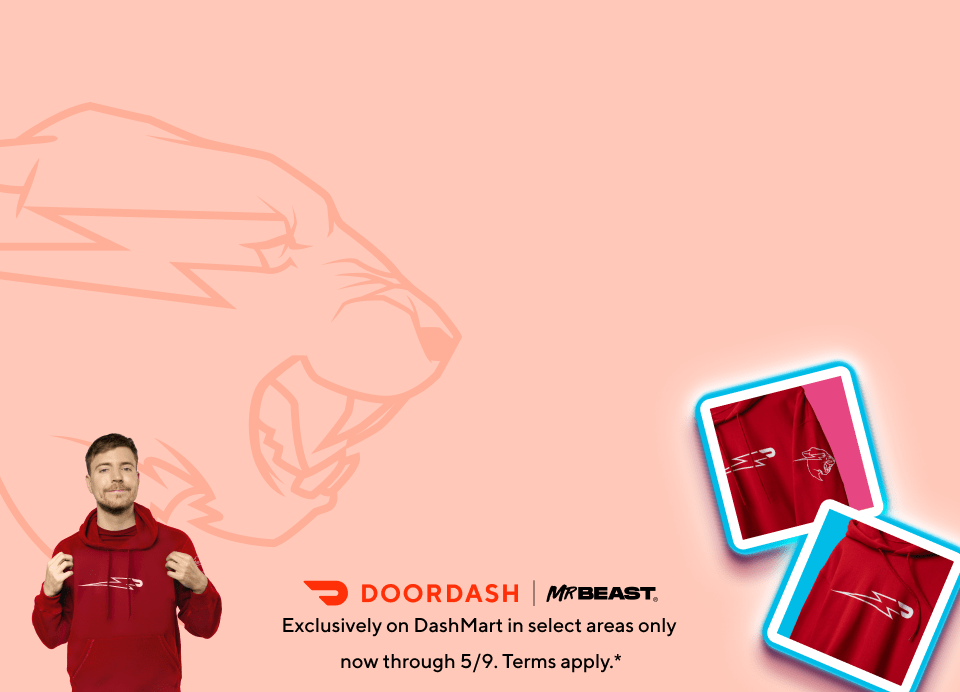 DOORDASH | MRBEAST®
Exclusively on DashMart in select areas only
now through 5/9. Terms apply.*